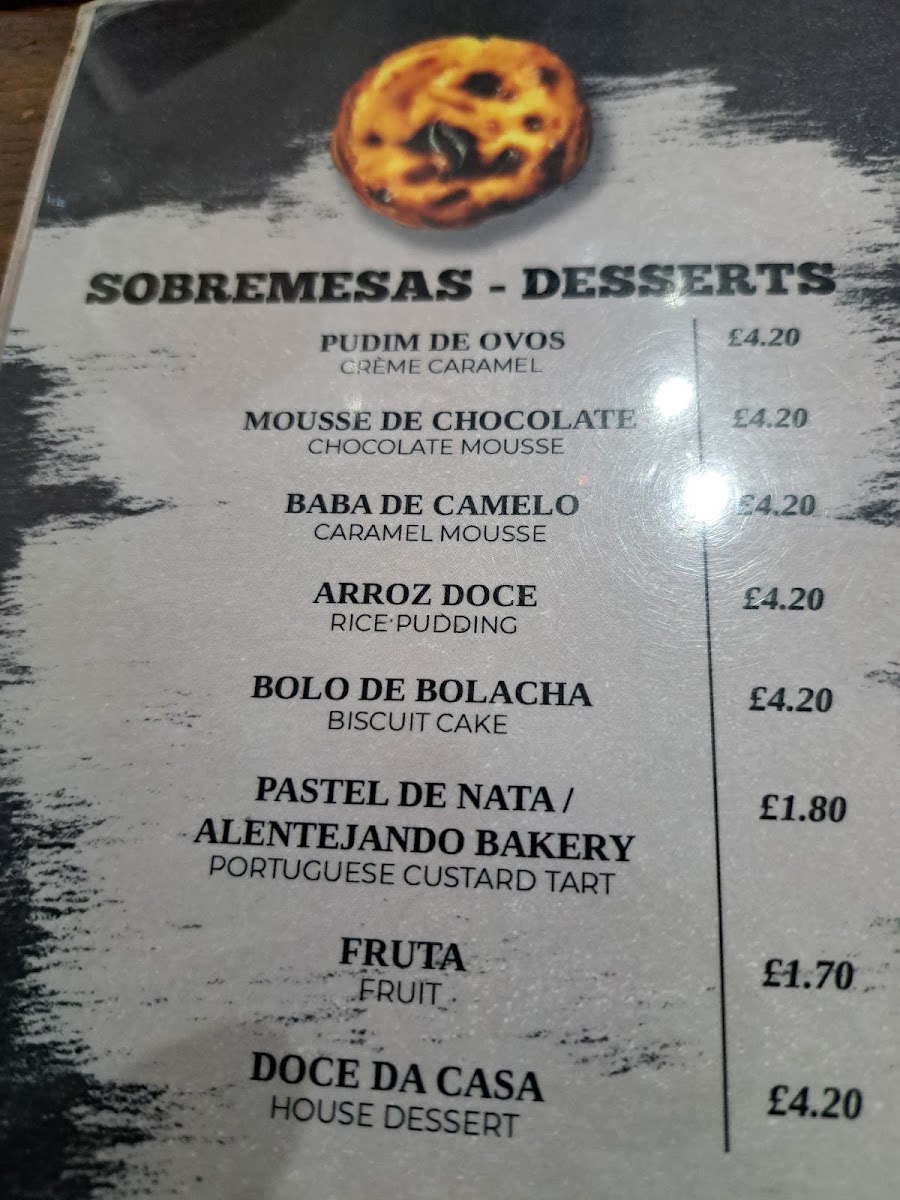 SOBREMESAS - DESSERTS
PUDIM DE OVOS £4.20
CRÈME CARAMEL
MOUSSE DE CHOCOLATE £4.20
CHOCOLATE MOUSSE
BABA DE CAMELO £4.20
CARAMEL MOUSSE
ARROZ DOCE £4.20
RICE PUDDING
BOLO DE BOLACHA £4.20
BISCUIT CAKE
PASTEL DE NATA / £1.80
ALENTEJANDO BAKERY
PORTUGUESE CUSTARD TART
FRUTA £1.70
FRUIT
DOCE DA CASA £4.20
HOUSE DESSERT